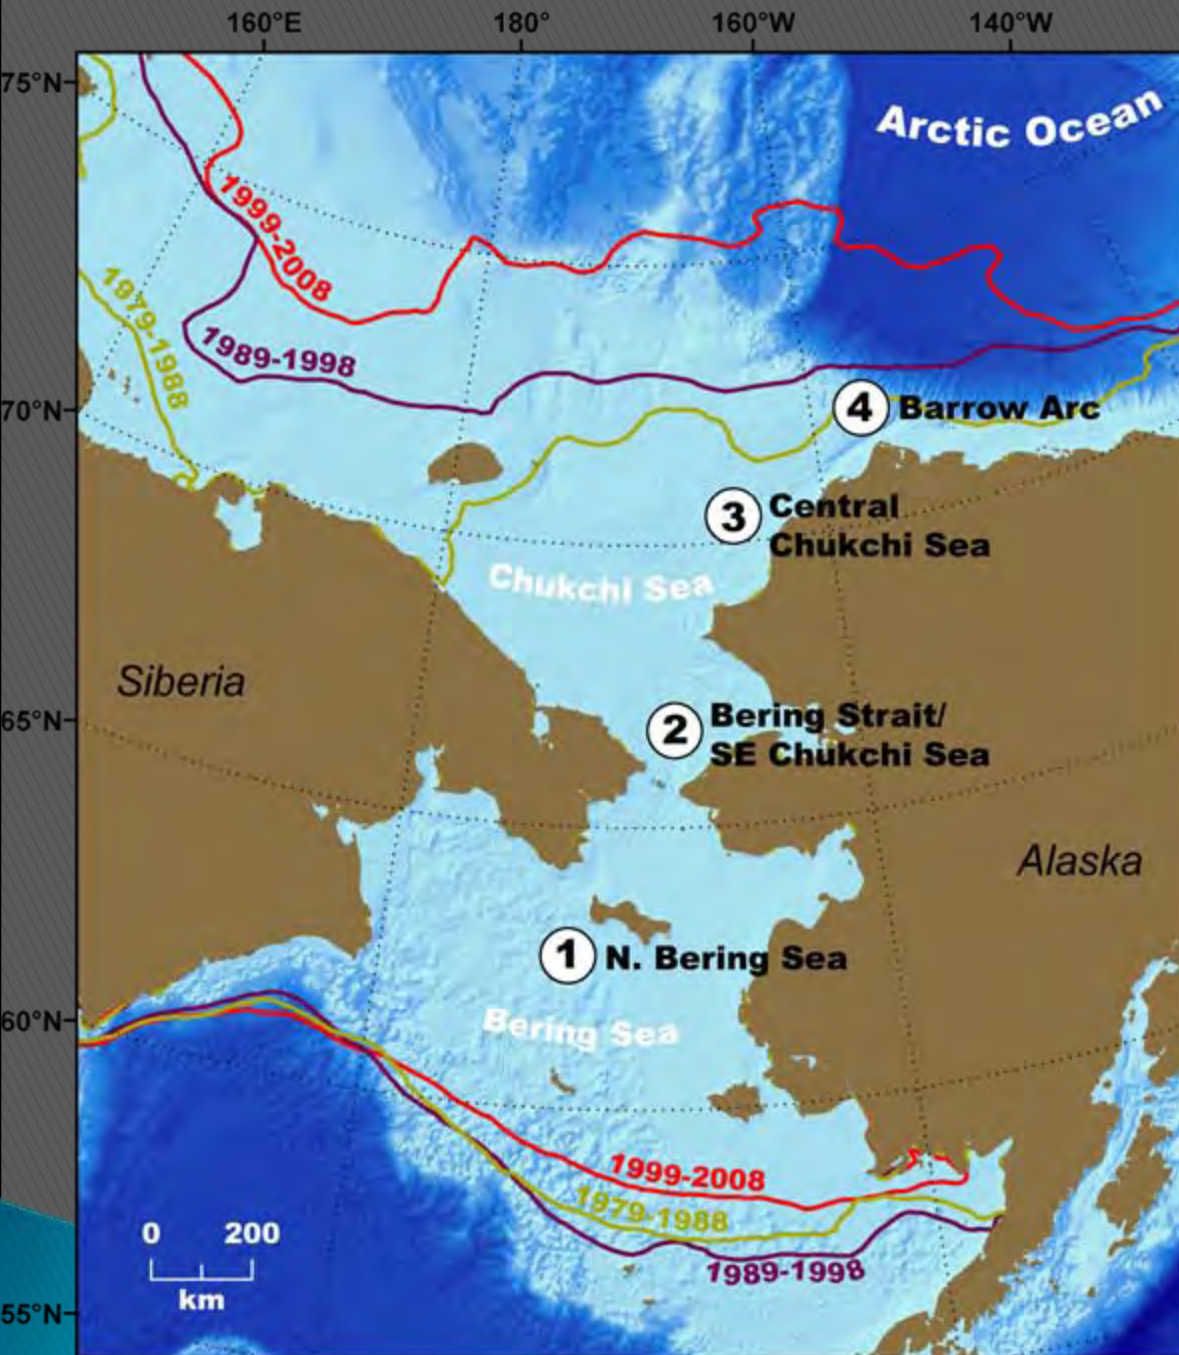 160°E 180° 160°W 140°W
75°N
Arctic Ocean
1999-2008
1979-1988
1989-1998
70°N
4 Barrow Arc
3 Central
Chukchi Sea
Chukchi Sea
Siberia
65°N
2 Bering Strait/
SE Chukchi Sea
Alaska
1 N. Bering Sea
60°N
Bering Sea
1999-2008
1979-1988
1989-1998
0 200
km
55°N